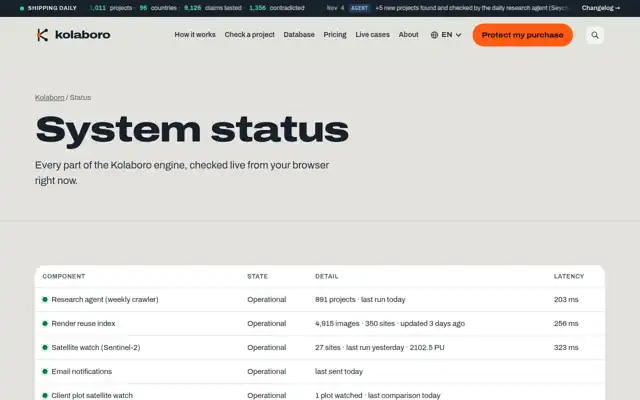 SHIPPING DAILY 1,011 projects · 96 countries · 9,126 claims tested · 1,356 contradicted Nov 4 AGENT +5 new projects found and checked by the daily research agent Changelog →
kolaboro How it works Check a project Database Pricing Live cases About EN Protect my purchase
Kolaboro / Status
System status
Every part of the Kolaboro engine, checked live from your browser
right now.
COMPONENT STATE DETAIL LATENCY
Research agent (weekly crawler) Operational 891 projects · last run today 203 ms
Render reuse index Operational 4,915 images · 350 sites · updated 3 days ago 256 ms
Satellite watch (Sentinel-2) Operational 27 sites · last run yesterday · 2102.5 PU 323 ms
Email notifications Operational last sent today
Client plot satellite watch Operational 1 plot watched · last comparison today